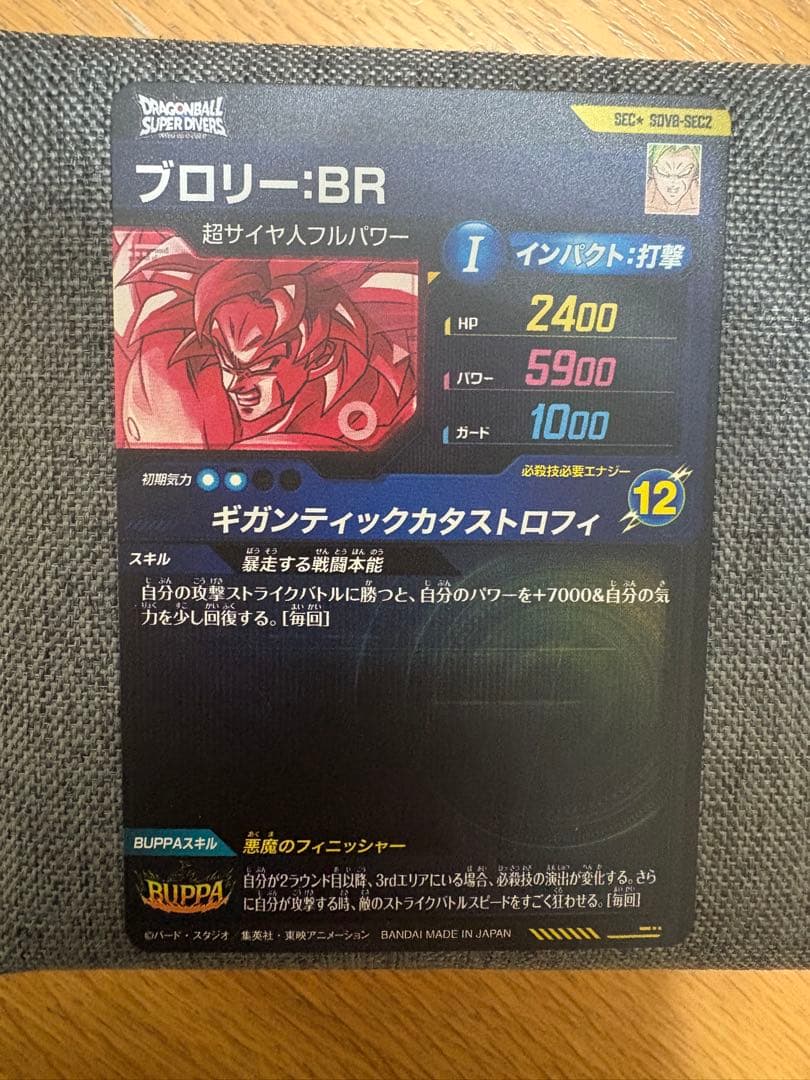 DRAGONBALL
SUPER DIVERS
SEC★ SDV8-SEC2
ブロリー:BR
超サイヤ人フルパワー
I インパクト:打撃
HP 2400
パワー 5900
ガード 1000
初期気力
必殺技必要エナジー
12
ギガンティックカタストロフィ
スキル 暴走する戦闘本能
自分の攻撃ストライクバトルに勝つと、自分のパワーを+7000&自分の気
力を少し回復する。[毎回]
BUPPAスキル 悪魔のフィニッシャー
BUPPA
自分が2ラウンド目以降、3rdエリアにいる場合、必殺技の演出が変化する。さら
に自分が攻撃する時、敵のストライクバトルスピードをすごく狂わせる。[毎回]
©バード・スタジオ/集英社・東映アニメーション BANDAI MADE IN JAPAN